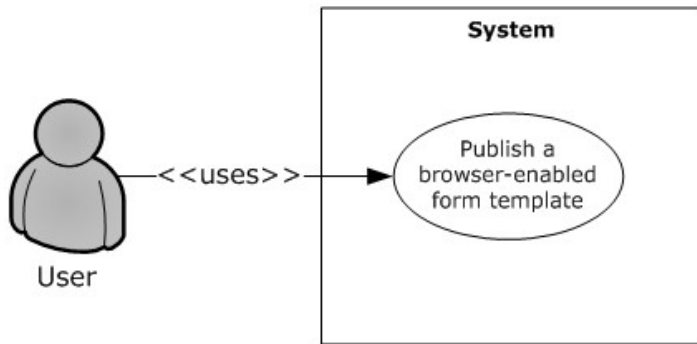 System
Publish a
browser-enabled
form template
<<uses>>
User